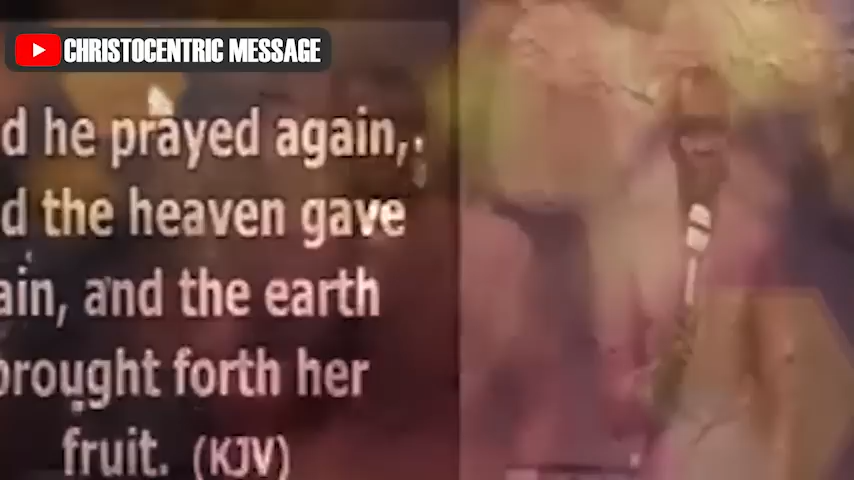 CHRISTOCENTRIC MESSAGE
d he prayed again,
d the heaven gave
ain, and the earth
brought forth her
fruit. (KJV)